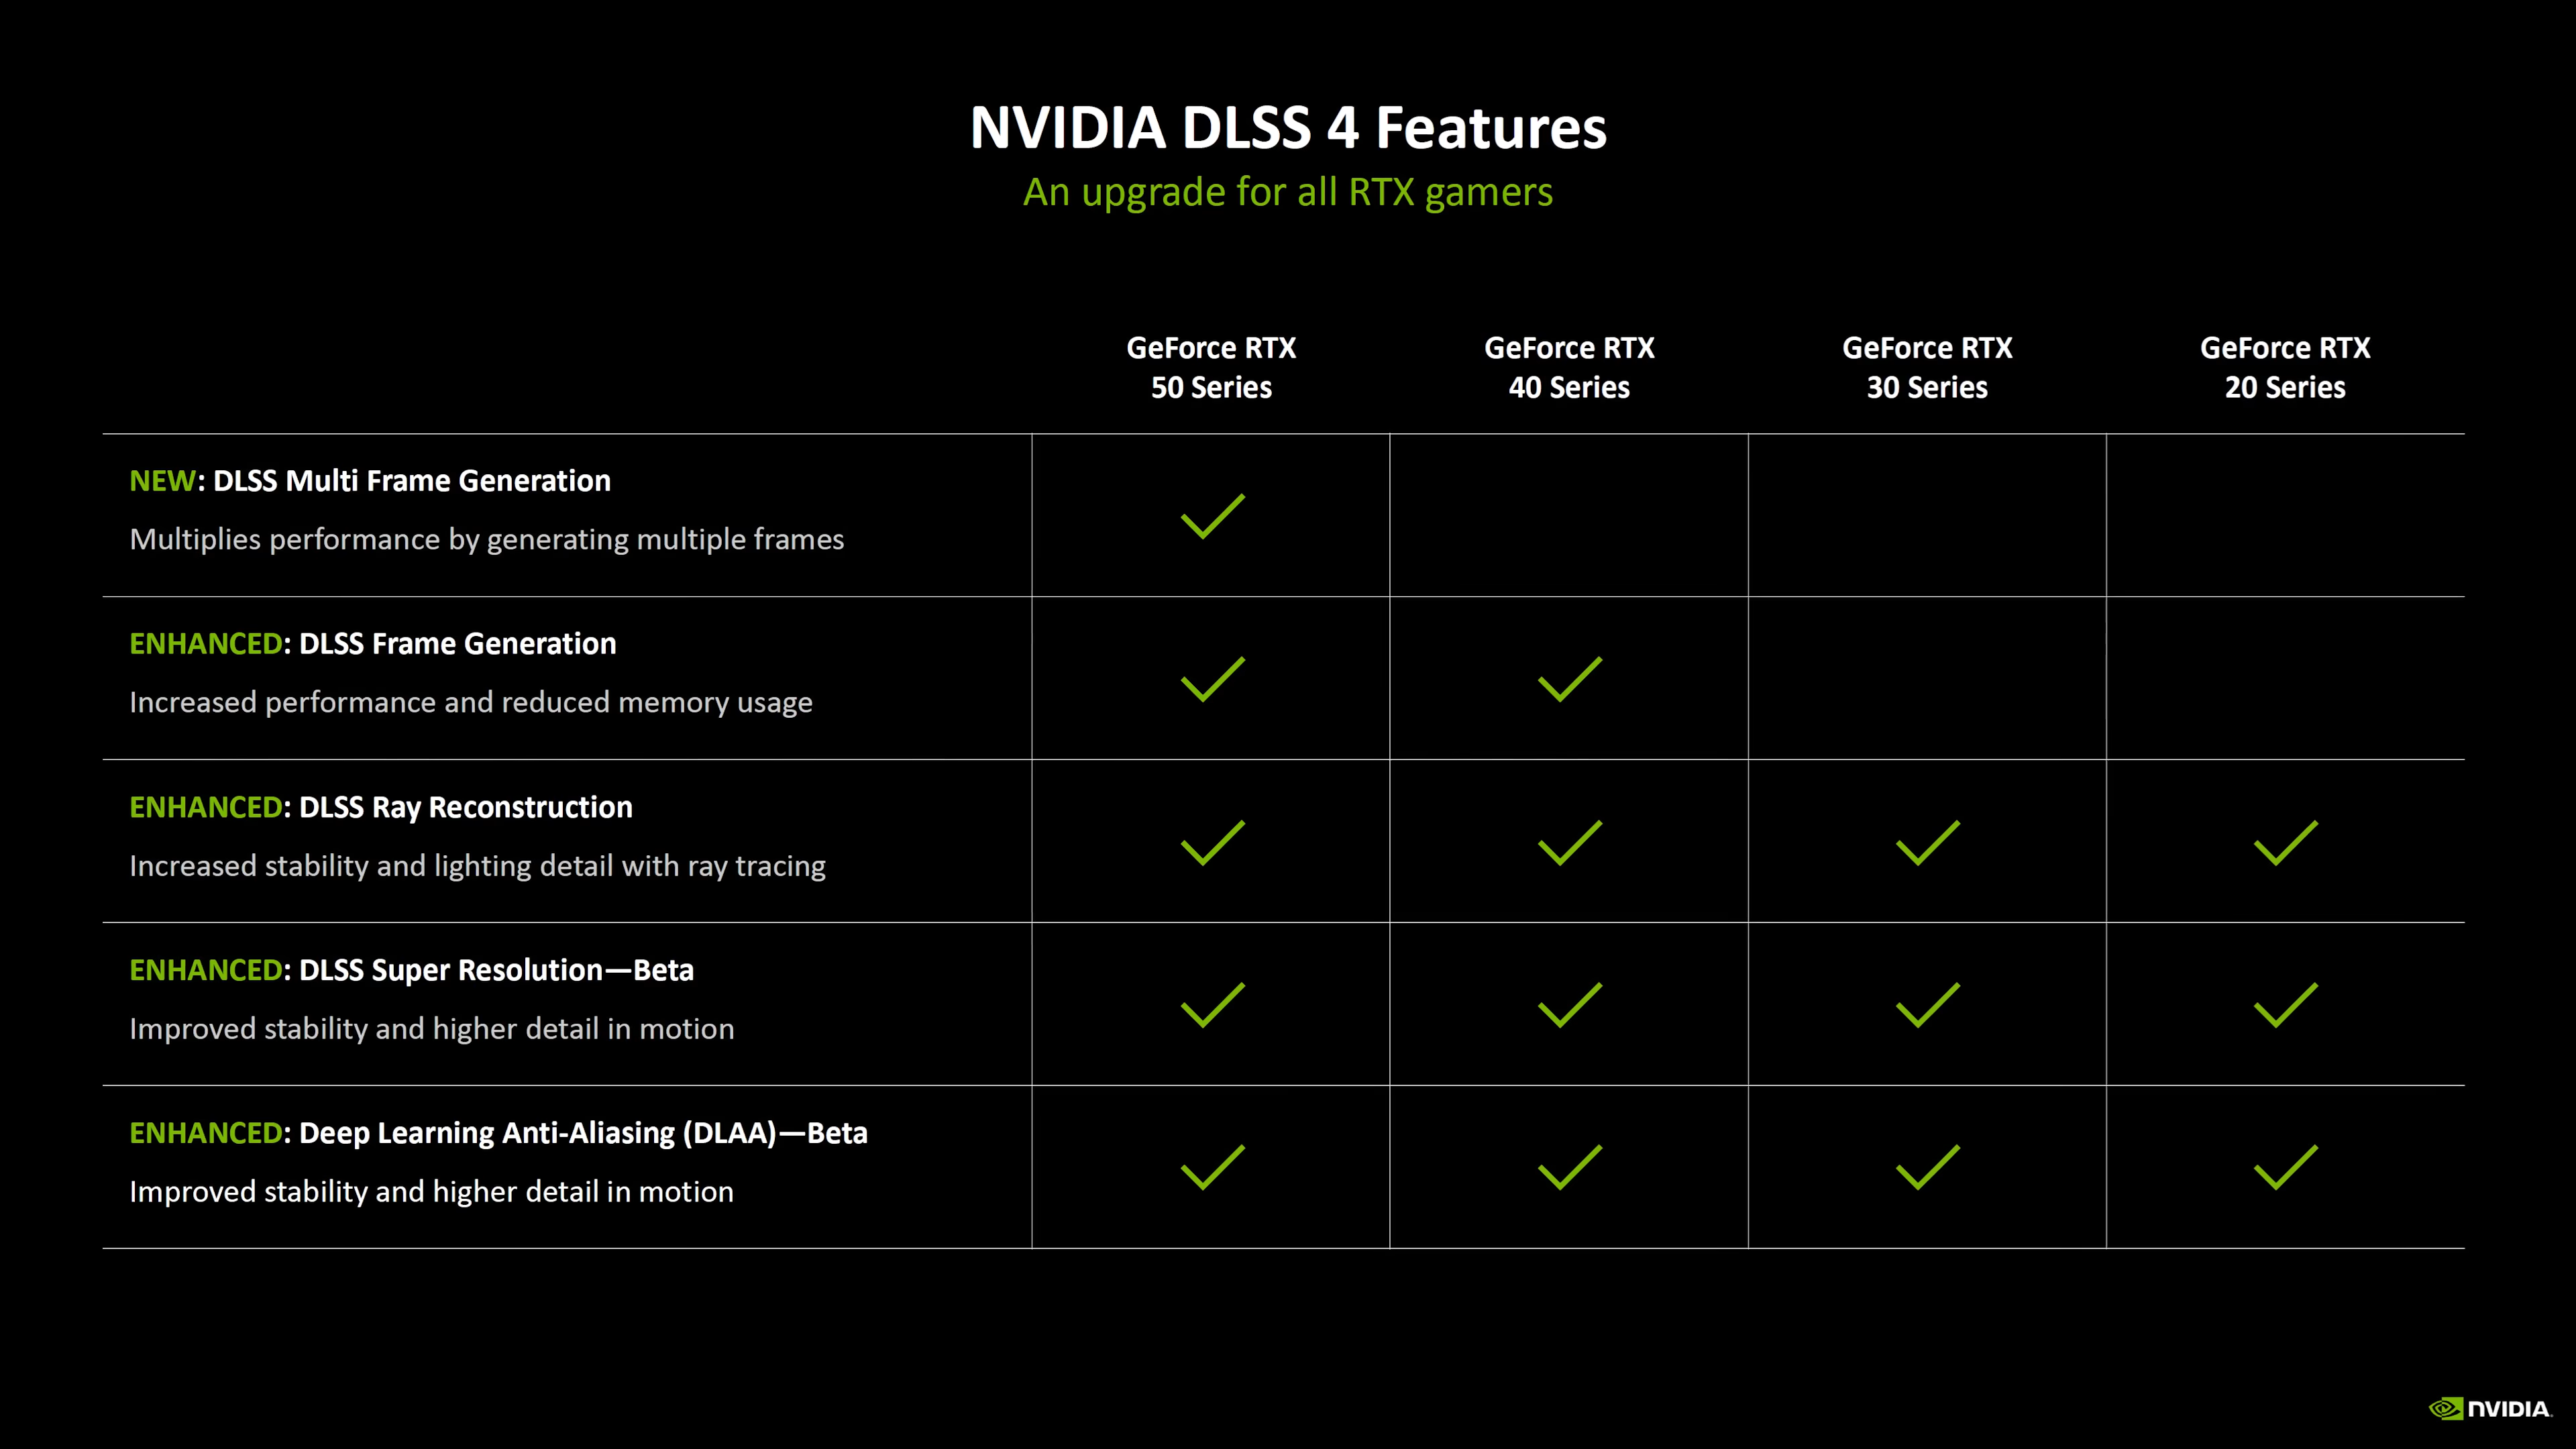 NVIDIA DLSS 4 Features
An upgrade for all RTX gamers
GeForce RTX
50 Series
GeForce RTX
40 Series
GeForce RTX
30 Series
GeForce RTX
20 Series
NEW: DLSS Multi Frame Generation
Multiplies performance by generating multiple frames
ENHANCED: DLSS Frame Generation
Increased performance and reduced memory usage
ENHANCED: DLSS Ray Reconstruction
Increased stability and lighting detail with ray tracing
ENHANCED: DLSS Super Resolution—Beta
Improved stability and higher detail in motion
ENHANCED: Deep Learning Anti-Aliasing (DLAA)—Beta
Improved stability and higher detail in motion
NVIDIA.